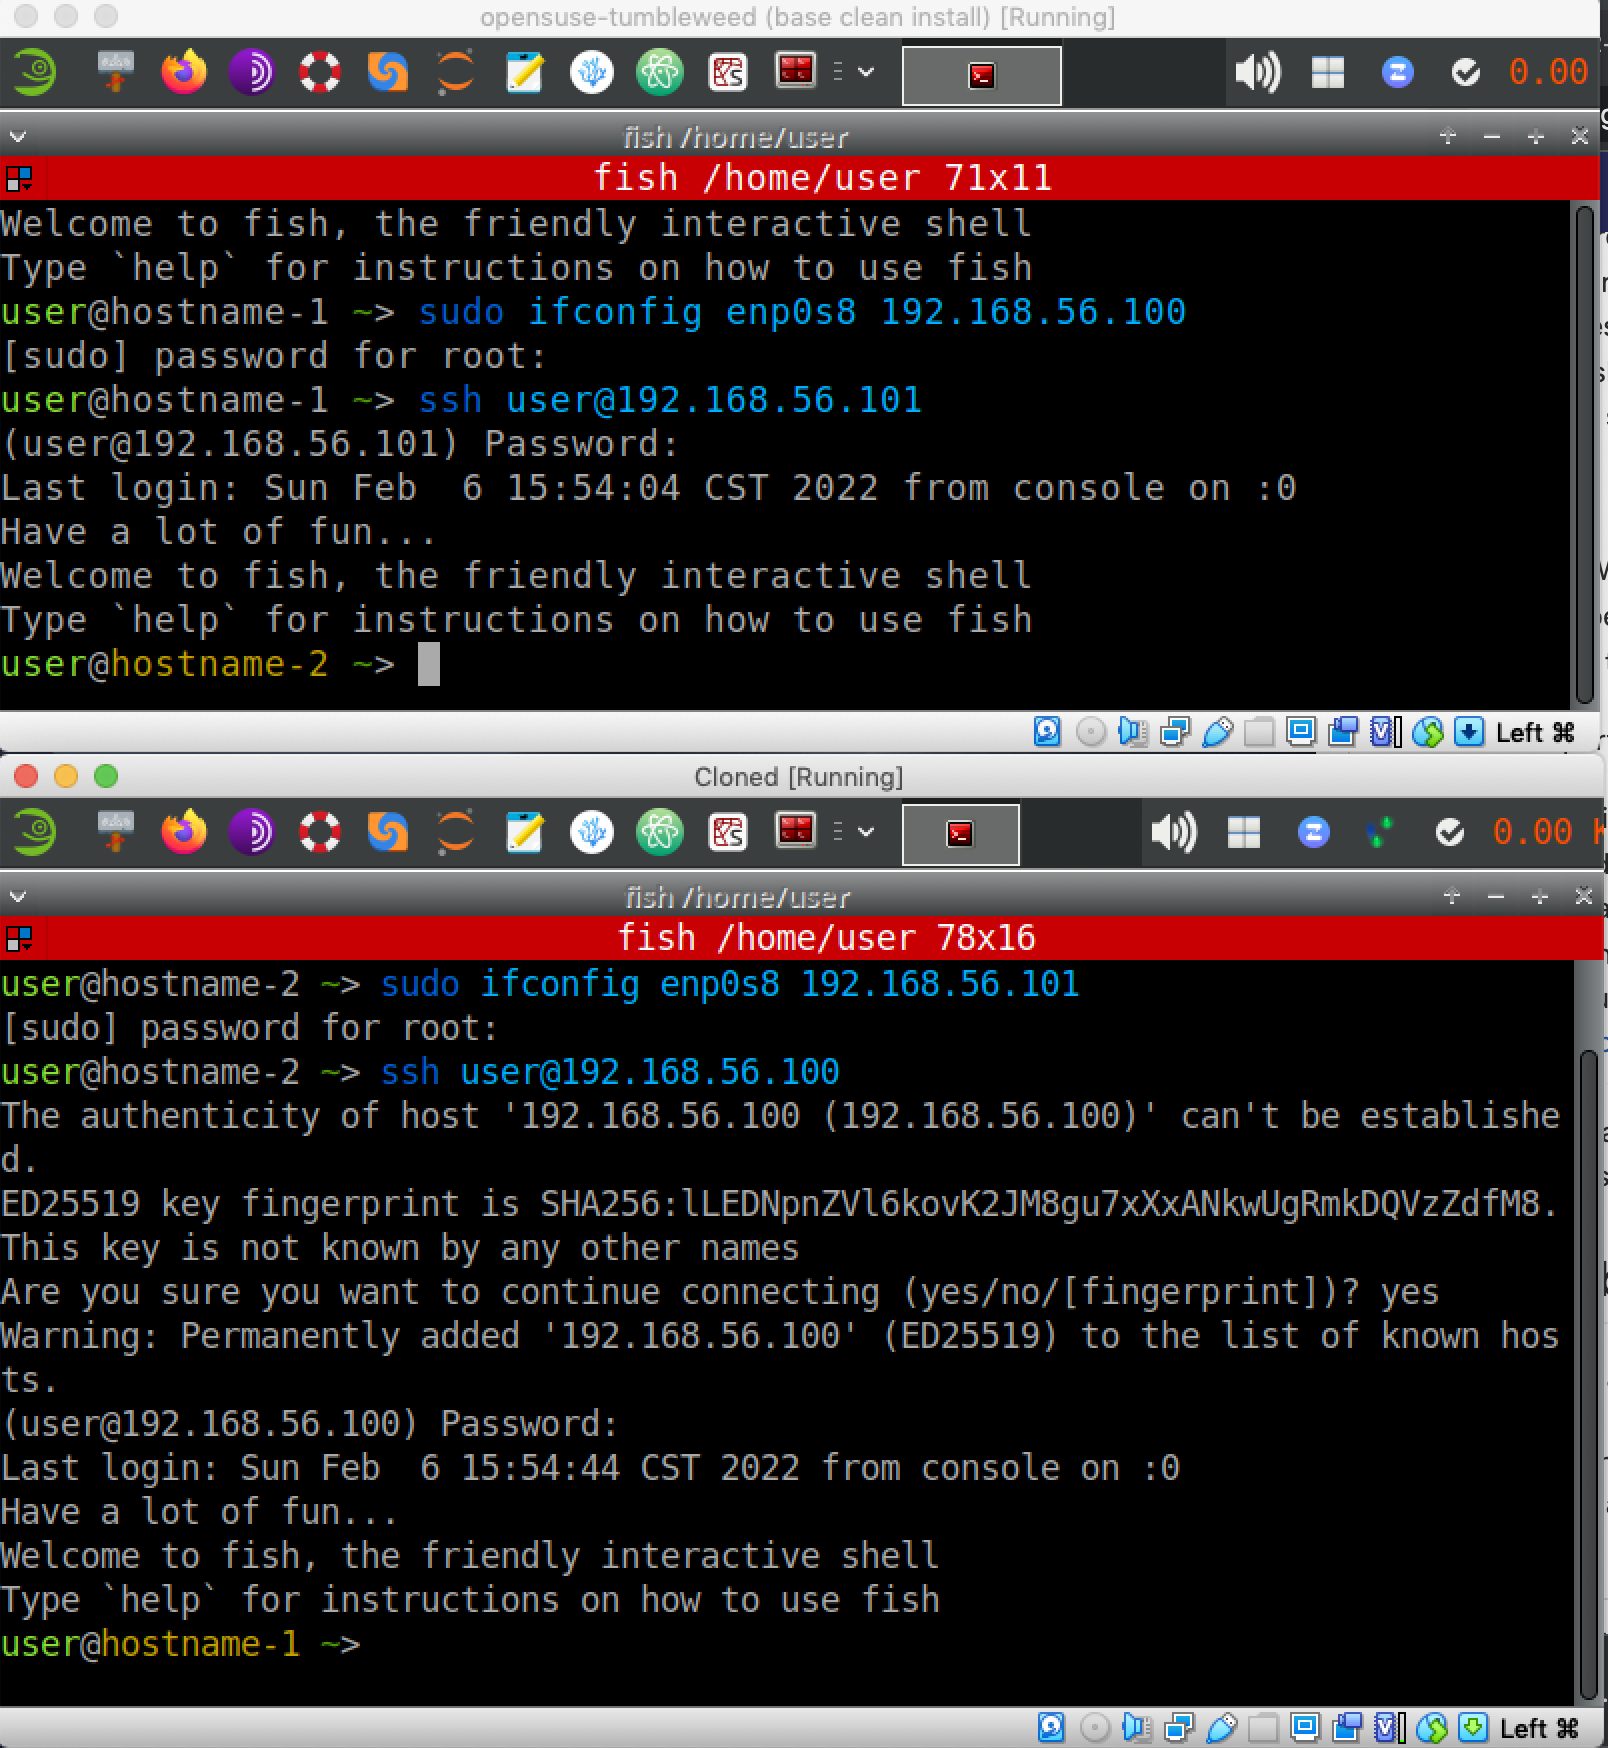 opensuse-tumbleweed (base clean install) [Running]
0.00
fish /home/user
fish /home/user 71x11
Welcome to fish, the friendly interactive shell
Type `help` for instructions on how to use fish
user@hostname-1 ~> sudo ifconfig enp0s8 192.168.56.100
[sudo] password for root:
user@hostname-1 ~> ssh user@192.168.56.101
(user@192.168.56.101) Password:
Last login: Sun Feb  6 15:54:04 CST 2022 from console on :0
Have a lot of fun...
Welcome to fish, the friendly interactive shell
Type `help` for instructions on how to use fish
user@hostname-2 ~>
Left ⌘
Cloned [Running]
0.00 K
fish /home/user
fish /home/user 78x16
user@hostname-2 ~> sudo ifconfig enp0s8 192.168.56.101
[sudo] password for root:
user@hostname-2 ~> ssh user@192.168.56.100
The authenticity of host '192.168.56.100 (192.168.56.100)' can't be establishe
d.
ED25519 key fingerprint is SHA256:lLEDNpnZVl6kovK2JM8gu7xXxANkwUgRmkDQVzZdfM8.
This key is not known by any other names
Are you sure you want to continue connecting (yes/no/[fingerprint])? yes
Warning: Permanently added '192.168.56.100' (ED25519) to the list of known hos
ts.
(user@192.168.56.100) Password:
Last login: Sun Feb  6 15:54:44 CST 2022 from console on :0
Have a lot of fun...
Welcome to fish, the friendly interactive shell
Type `help` for instructions on how to use fish
user@hostname-1 ~>
Left ⌘